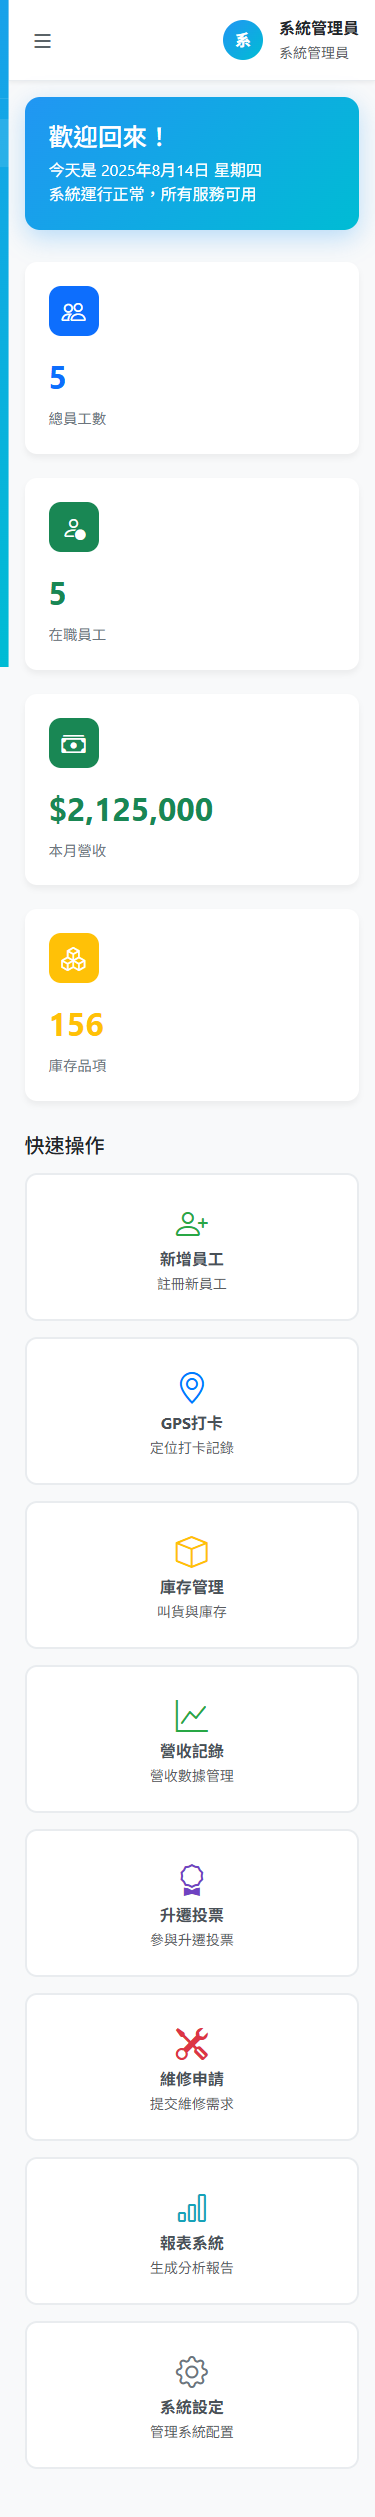 系
系統管理員
系統管理員
歡迎回來！
今天是 2025年8月14日 星期四
系統運行正常，所有服務可用
5
總員工數
5
在職員工
$2,125,000
本月營收
156
庫存品項
快速操作
新增員工
註冊新員工
GPS打卡
定位打卡記錄
庫存管理
叫貨與庫存
營收記錄
營收數據管理
升遷投票
參與升遷投票
維修申請
提交維修需求
報表系統
生成分析報告
系統設定
管理系統配置